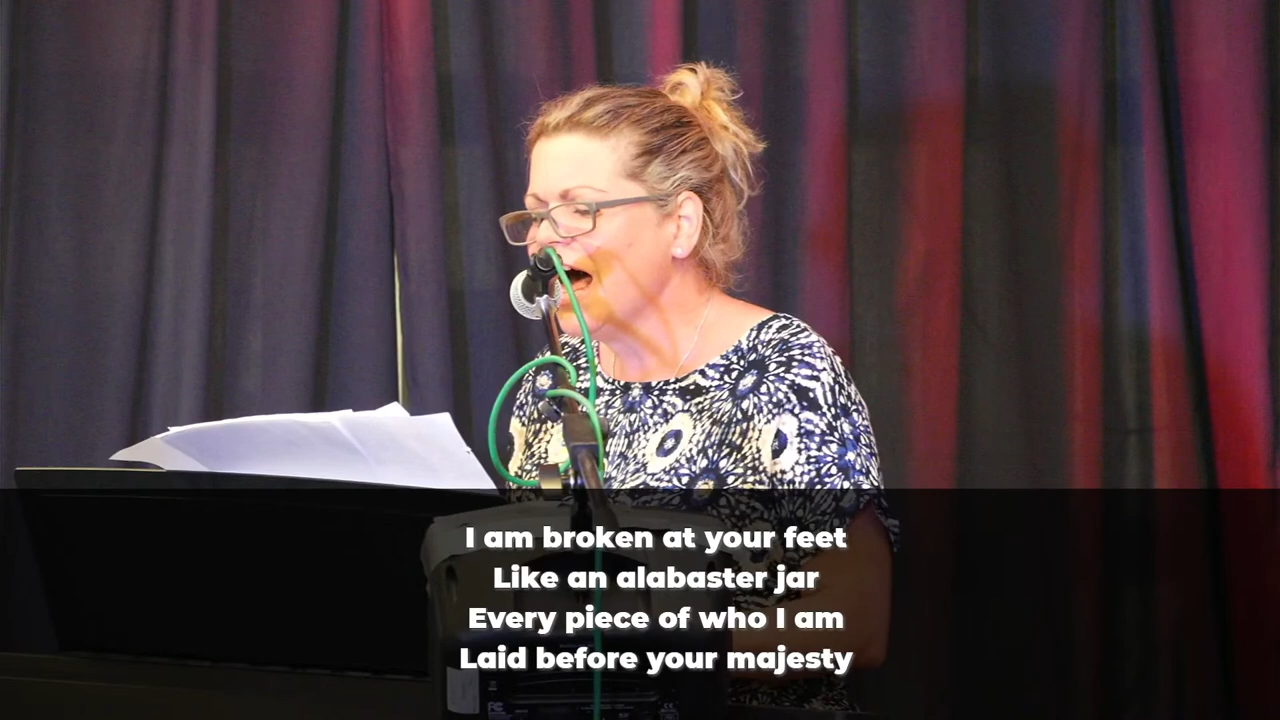 I am broken at your feet
Like an alabaster jar
Every piece of who I am
Laid before your majesty